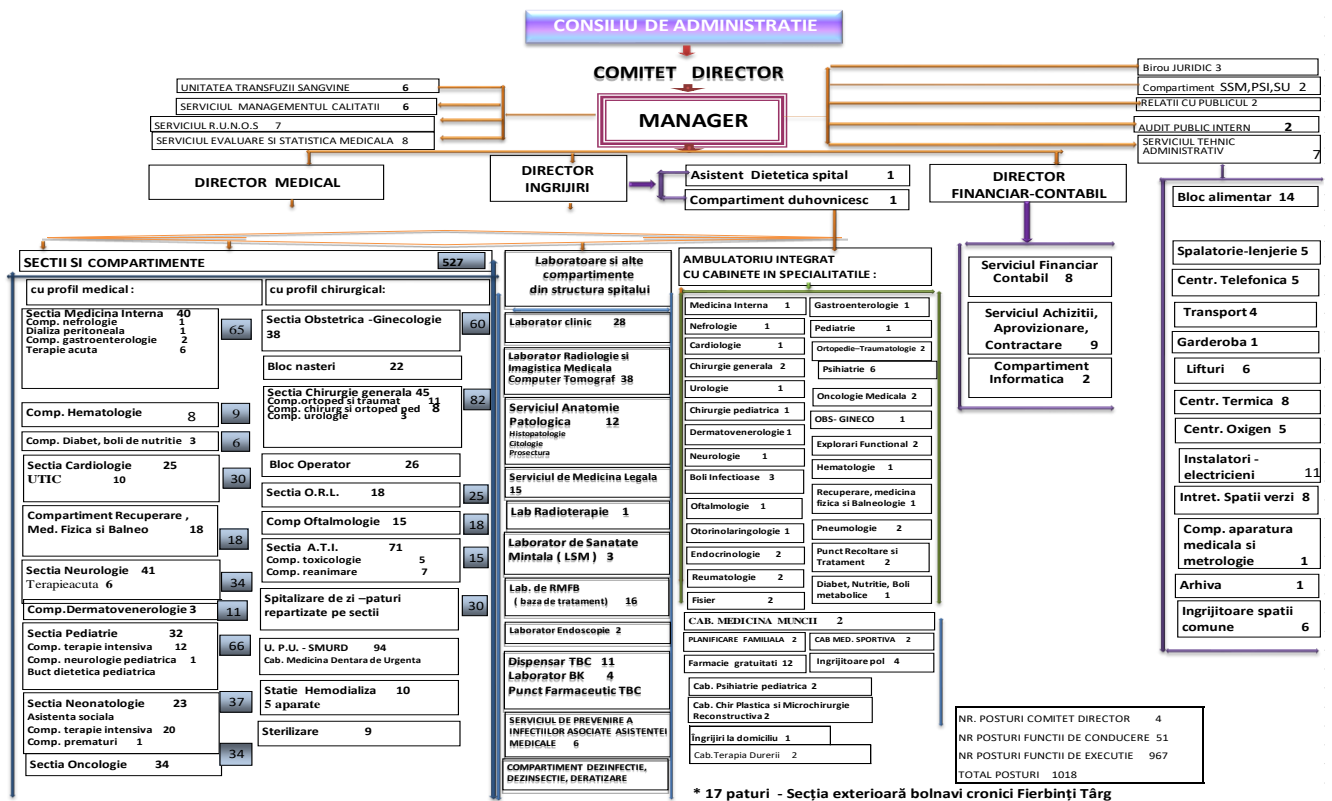 CONSILIU DE ADMINISTRATIE
COMITET DIRECTOR
MANAGER
UNITATEA TRANSFUZII SANGVINE 6
SERVICIUL MANAGEMENTUL CALITATII 6
SERVICIUL R.U.N.O.S 7
SERVICIUL EVALUARE SI STATISTICA MEDICALA 8
Birou JURIDIC 3
Compartiment SSM,PSI,SU 2
RELATII CU PUBLICUL 2
AUDIT PUBLIC INTERN 2
SERVICIUL TEHNIC
ADMINISTRATIV 7
DIRECTOR MEDICAL
DIRECTOR
INGRIJIRI
Asistent Dietetica spital 1
Compartiment duhovnicesc 1
DIRECTOR
FINANCIAR-CONTABIL
SECTII SI COMPARTIMENTE 527
cu profil medical :
Sectia Medicina Interna 40
Comp. nefrologie 1
Dializa peritoneala 1
Comp. gastroenterologie 2
Terapie acuta 6
65
Comp. Hematologie 8
9
Comp. Diabet, boli de nutritie 3
6
Sectia Cardiologie 25
UTIC 10
30
Compartiment Recuperare ,
Med. Fizica si Balneo 18
18
Sectia Neurologie 41
Terapieacuta 6
34
Comp.Dermatovenerologie 3
11
Sectia Pediatrie 32
Comp. terapie intensiva 12
Comp. neurologie pediatrica 1
Buct dietetica pediatrica
66
Sectia Neonatologie 23
Asistenta sociala
Comp. terapie intensiva 20
Comp. prematuri 1
37
Sectia Oncologie 34
34
cu profil chirurgical:
Sectia Obstetrica -Ginecologie
38
60
Bloc nasteri 22
Sectia Chirurgie generala 45
Comp.ortoped si traumat 11
Comp. chirurg si ortoped ped 8
Comp. urologie 3
82
Bloc Operator 26
Sectia O.R.L. 18
25
Comp Oftalmologie 15
18
Sectia A.T.I. 71
Comp. toxicologie 5
Comp. reanimare 7
15
Spitalizare de zi –paturi
repartizate pe sectii
30
U. P.U. - SMURD 94
Cab. Medicina Dentara de Urgenta
Statie Hemodializa 10
5 aparate
Sterilizare 9
Laboratoare si alte
compartimente
din structura spitalui
Laborator clinic 28
Laborator Radiologie si
Imagistica Medicala
Computer Tomograf 38
Serviciul Anatomie
Patologica 12
Histopatologie
Citologie
Prosectura
Serviciul de Medicina Legala
15
Lab Radioterapie 1
Laborator de Sanatate
Mintala ( LSM ) 3
Lab. de RMFB
( baza de tratament) 16
Laborator Endoscopie 2
Dispensar TBC 11
Laborator BK 4
Punct Farmaceutic TBC
SERVICIUL DE PREVENIRE A
INFECTIILOR ASOCIATE ASISTENTEI
MEDICALE 6
COMPARTIMENT DEZINFECTIE,
DEZINSECTIE, DERATIZARE
AMBULATORIU INTEGRAT
CU CABINETE IN SPECIALITATILE :
Medicina Interna 1
Nefrologie 1
Cardiologie 1
Chirurgie generala 2
Urologie 1
Chirurgie pediatrica 1
Dermatovenerologie 1
Neurologie 1
Boli Infectioase 3
Oftalmologie 1
Otorinolaringologie 1
Endocrinologie 2
Reumatologie 2
Fisier 2
Gastroenterologie 1
Pediatrie 1
Ortopedie–Traumatologie 2
Psihiatrie 6
Oncologie Medicala 2
OBS- GINECO 1
Explorari Functional 2
Hematologie 1
Recuperare, medicina
fizica si Balneologie 1
Pneumologie 2
Punct Recoltare si
Tratament 2
Diabet, Nutritie, Boli
metabolice 1
CAB. MEDICINA MUNCII 2
PLANIFICARE FAMILIALA 2
CAB MED. SPORTIVA 2
Farmacie gratuitati 12
Ingrijitoare pol 4
Cab. Psihiatrie pediatrica 2
Cab. Chir Plastica si Microchirurgie
Reconstructiva 2
Îngrijiri la domiciliu 1
Cab.Terapia Durerii 2
Serviciul Financiar
Contabil 8
Serviciul Achizitii,
Aprovizionare,
Contractare 9
Compartiment
Informatica 2
Bloc alimentar 14
Spalatorie-lenjerie 5
Centr. Telefonica 5
Transport 4
Garderoba 1
Lifturi 6
Centr. Termica 8
Centr. Oxigen 5
Instalatori -
electricieni 11
Intret. Spatii verzi 8
Comp. aparatura
medicala si
metrologie 1
Arhiva 1
Ingrijitoare spatii
comune 6
NR. POSTURI COMITET DIRECTOR 4
NR POSTURI FUNCTII DE CONDUCERE 51
NR POSTURI FUNCTII DE EXECUTIE 967
TOTAL POSTURI 1018
* 17 paturi - Secția exterioară bolnavi cronici Fierbinți Târg